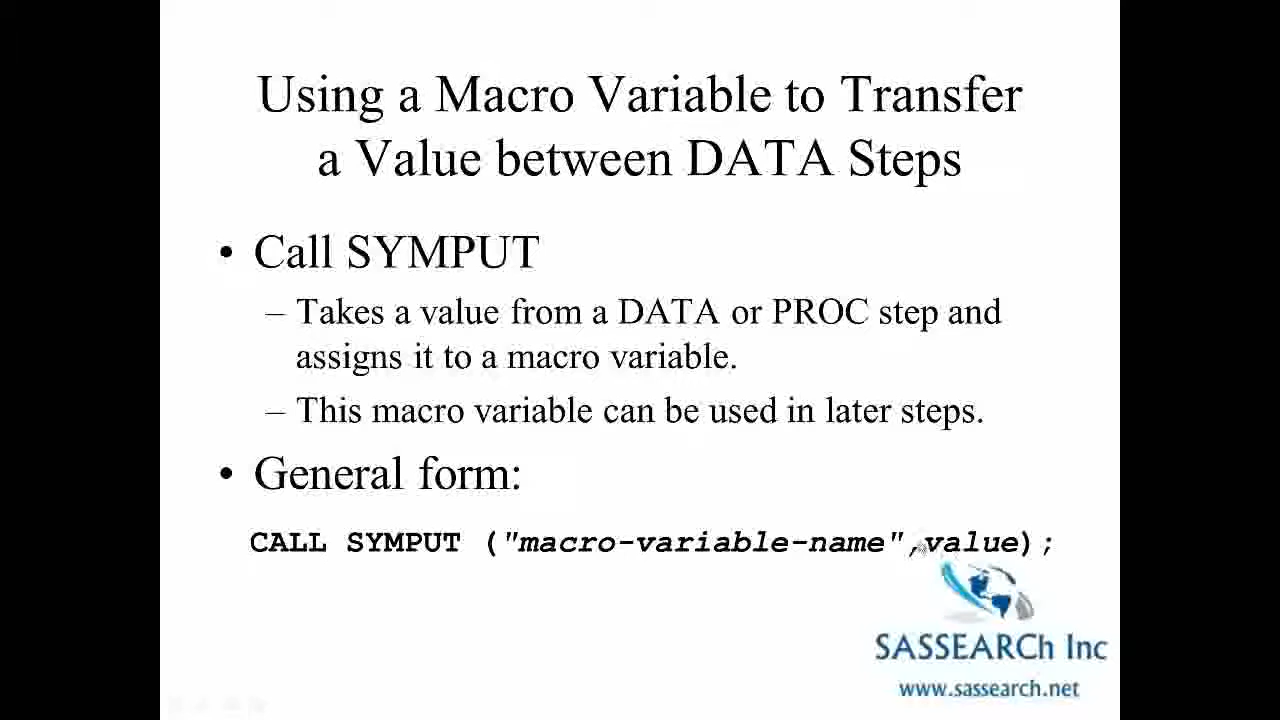 Using a Macro Variable to Transfer
a Value between DATA Steps
• Call SYMPUT
– Takes a value from a DATA or PROC step and
assigns it to a macro variable.
– This macro variable can be used in later steps.
• General form:
CALL SYMPUT ("macro-variable-name",value);
SASSEARCh Inc
www.sassearch.net